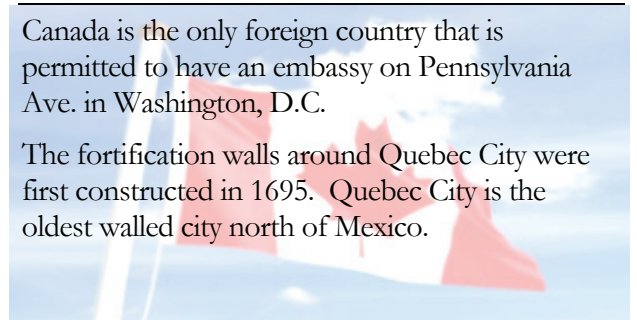 Canada is the only foreign country that is
permitted to have an embassy on Pennsylvania
Ave. in Washington, D.C.
The fortification walls around Quebec City were
first constructed in 1695.  Quebec City is the
oldest walled city north of Mexico.